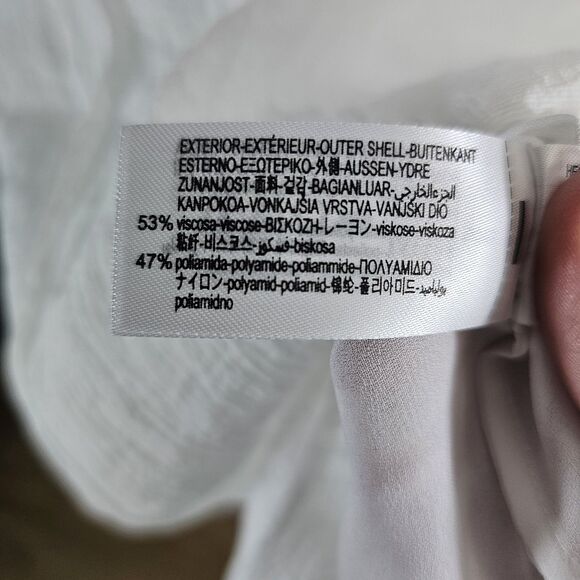 EXTERIOR-EXTÉRIEUR-OUTER SHELL-BUITENKANT
ESTERNO-ΕΞΩΤΕΡΙΚΟ-外側-AUSSEN-YDRE
ZUNANJOST-面料-겉감-BAGIANLUAR-الجزء الخارجي
KANPOKOA-VONKAJSIA VRSTVA-VANJSKI DIO
53% viscosa-viscose-ΒΙΣΚΟΖΗ-レーヨン-viskose-viskoza
粘纤-비스코스-فسكوز-biskosa
47% poliamida-polyamide-poliammide-ΠΟΛΥΑΜΙΔΙΟ
ナイロン-polyamid-poliamid-锦纶-폴리아미드-بولياميد
poliamidno